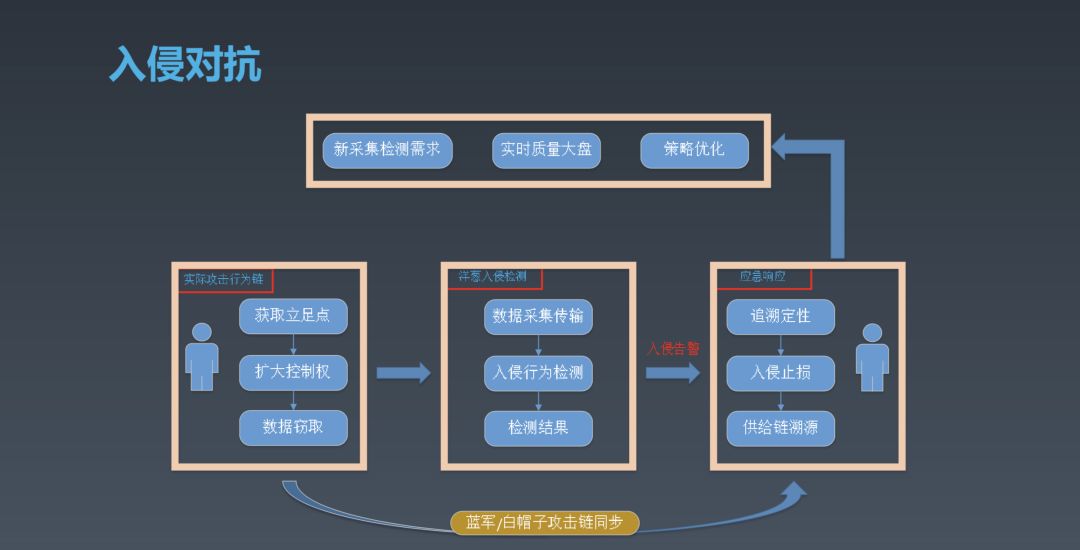 入侵对抗
新采集检测需求
实时质量大盘
策略优化
实际攻击行为链
获取立足点
扩大控制权
数据窃取
洋葱入侵检测
数据采集传输
入侵行为检测
检测结果
入侵告警
应急响应
追溯定性
入侵止损
供给链溯源
蓝军/白帽子攻击链同步